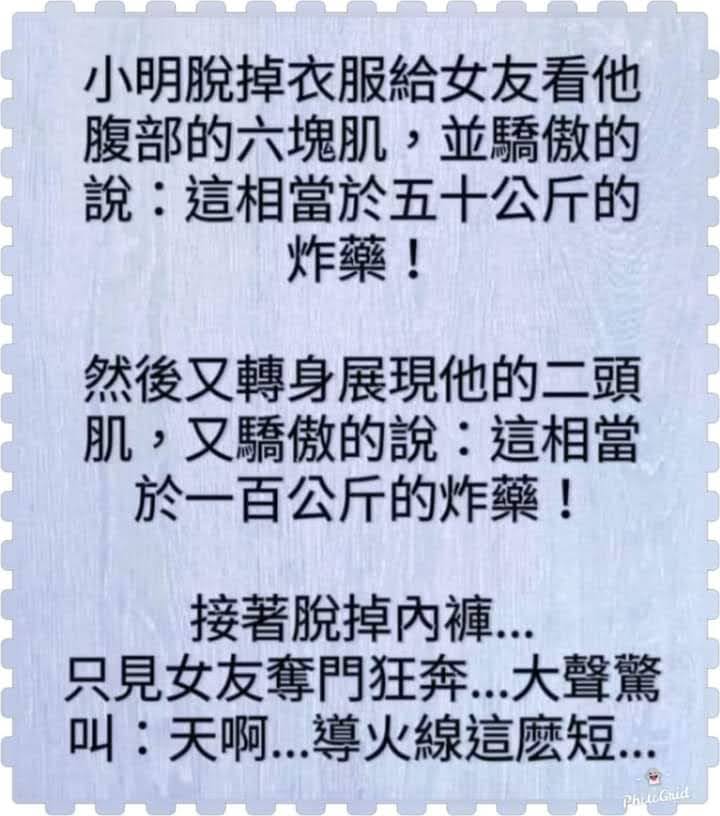 小明脫掉衣服給女友看他
腹部的六塊肌，並驕傲的
說：這相當於五十公斤的
炸藥！
然後又轉身展現他的二頭
肌，又驕傲的說：這相當
於一百公斤的炸藥！
接著脫掉內褲...
只見女友奪門狂奔...大聲驚
叫：天啊...導火線這麽短...
PhotoGrid